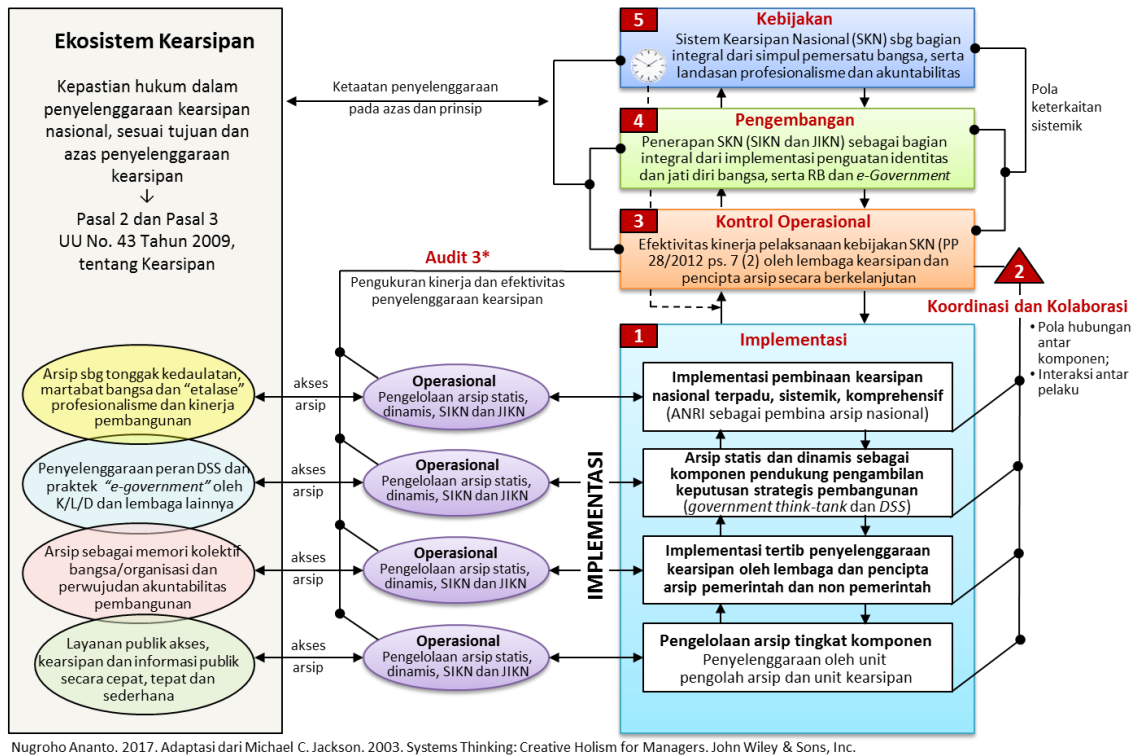 Ekosistem Kearsipan
Kepastian hukum dalam
penyelenggaraan kearsipan
nasional, sesuai tujuan dan
azas penyelenggaraan
kearsipan
↓
Pasal 2 dan Pasal 3
UU No. 43 Tahun 2009,
tentang Kearsipan
Ketaatan penyelenggaraan
pada azas dan prinsip
5
Kebijakan
Sistem Kearsipan Nasional (SKN) sbg bagian
integral dari simpul pemersatu bangsa, serta
landasan profesionalisme dan akuntabilitas
Pola
keterkaitan
sistemik
4
Pengembangan
Penerapan SKN (SIKN dan JIKN) sebagai bagian
integral dari implementasi penguatan identitas
dan jati diri bangsa, serta RB dan e-Government
3
Kontrol Operasional
Efektivitas kinerja pelaksanaan kebijakan SKN (PP
28/2012 ps. 7 (2) oleh lembaga kearsipan dan
pencipta arsip secara berkelanjutan
Audit 3*
Pengukuran kinerja dan efektivitas
penyelenggaraan kearsipan
2
Koordinasi dan Kolaborasi
• Pola hubungan
antar
komponen;
• Interaksi antar
pelaku
1
Implementasi
Arsip sbg tonggak kedaulatan,
martabat bangsa dan “etalase”
profesionalisme dan kinerja
pembangunan
akses
arsip
Operasional
Pengelolaan arsip statis,
dinamis, SIKN dan JIKN
Implementasi pembinaan kearsipan
nasional terpadu, sistemik, komprehensif
(ANRI sebagai pembina arsip nasional)
Penyelenggaraan peran DSS dan
praktek “e-government” oleh
K/L/D dan lembaga lainnya
akses
arsip
Operasional
Pengelolaan arsip statis,
dinamis, SIKN dan JIKN
IMPLEMENTASI
Arsip statis dan dinamis sebagai
komponen pendukung pengambilan
keputusan strategis pembangunan
(government think-tank dan DSS)
Arsip sebagai memori kolektif
bangsa/organisasi dan
perwujudan akuntabilitas
pembangunan
akses
arsip
Operasional
Pengelolaan arsip statis,
dinamis, SIKN dan JIKN
Implementasi tertib penyelenggaraan
kearsipan oleh lembaga dan pencipta
arsip pemerintah dan non pemerintah
Layanan publik akses,
kearsipan dan informasi publik
secara cepat, tepat dan
sederhana
akses
arsip
Operasional
Pengelolaan arsip statis,
dinamis, SIKN dan JIKN
Pengelolaan arsip tingkat komponen
Penyelenggaraan oleh unit
pengolah arsip dan unit kearsipan
Nugroho Ananto. 2017. Adaptasi dari Michael C. Jackson. 2003. Systems Thinking: Creative Holism for Managers. John Wiley & Sons, Inc.